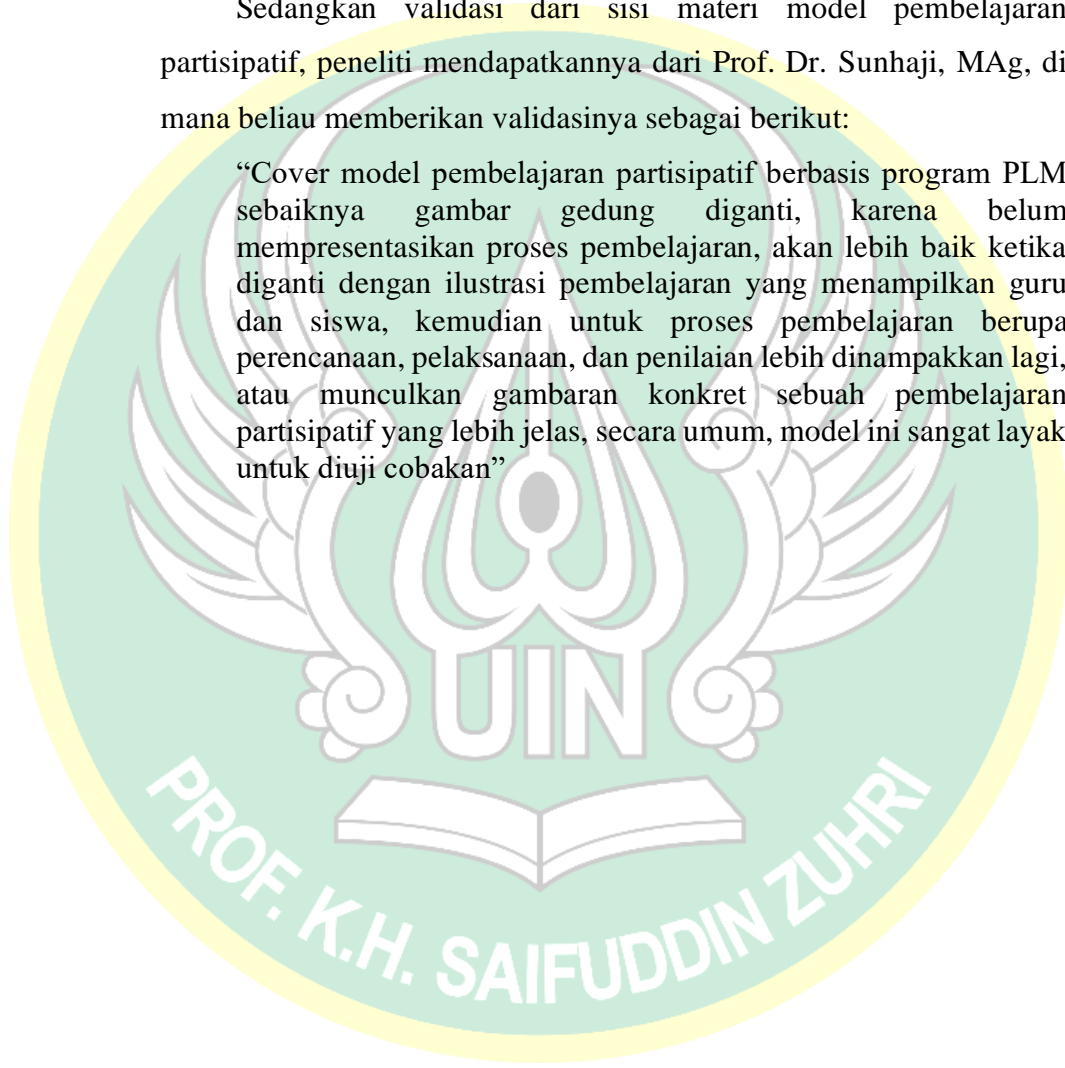 Sedangkan validasi dari sisi materi model pembelajaran
partisipatif, peneliti mendapatkannya dari Prof. Dr. Sunhaji, MAg, di
mana beliau memberikan validasinya sebagai berikut:
“Cover model pembelajaran partisipatif berbasis program PLM
sebaiknya gambar gedung diganti, karena belum
mempresentasikan proses pembelajaran, akan lebih baik ketika
diganti dengan ilustrasi pembelajaran yang menampilkan guru
dan siswa, kemudian untuk proses pembelajaran berupa
perencanaan, pelaksanaan, dan penilaian lebih dinampakkan lagi,
atau munculkan gambaran konkret sebuah pembelajaran
partisipatif yang lebih jelas, secara umum, model ini sangat layak
untuk diuji cobakan”
UIN
PROF. K.H. SAIFUDDIN ZUHRI